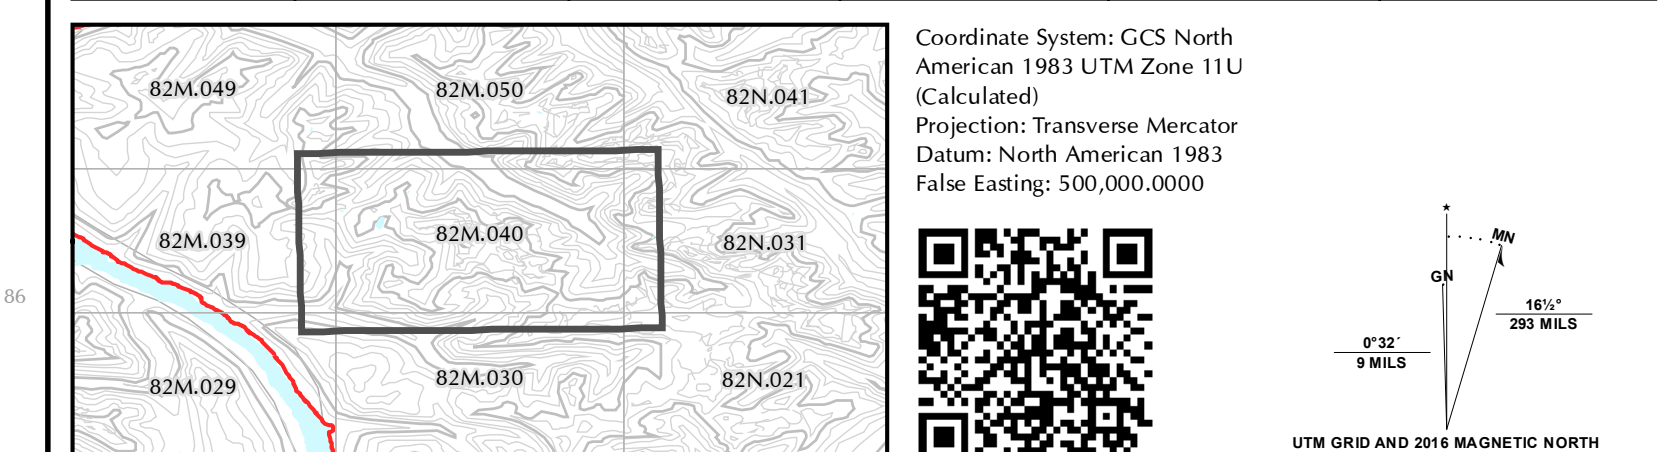 82M.049
82M.050
82N.041
82M.039
82M.040
82N.031
86
82M.029
82M.030
82N.021
Coordinate System: GCS North
American 1983 UTM Zone 11U
(Calculated)
Projection: Transverse Mercator
Datum: North American 1983
False Easting: 500,000.0000
MN
GN
16½°
293 MILS
0°32´
9 MILS
UTM GRID AND 2016 MAGNETIC NORTH